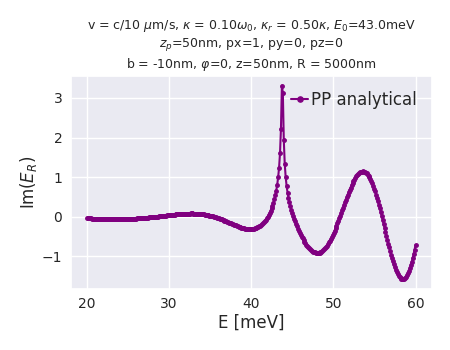 v = c/10 μm/s, κ = 0.10ω₀, κᵣ = 0.50κ, E₀=43.0meV
zₚ=50nm, px=1, py=0, pz=0
b = -10nm, φ=0, z=50nm, R = 5000nm
PP analytical
Im(E_R)
3
2
1
0
−1
20 30 40 50 60
E [meV]